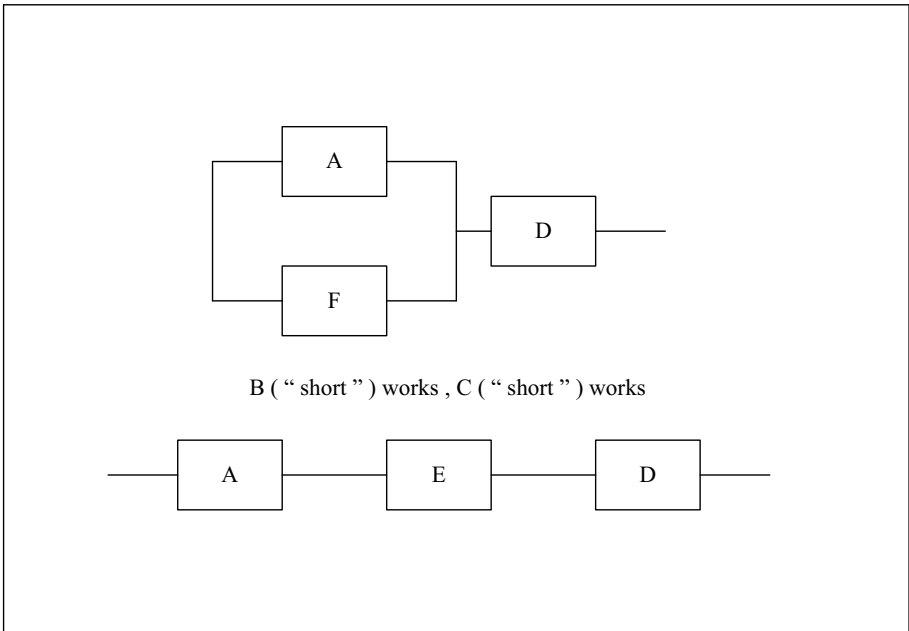 A
D
F
B ( “ short ” ) works , C ( “ short ” ) works
A E D